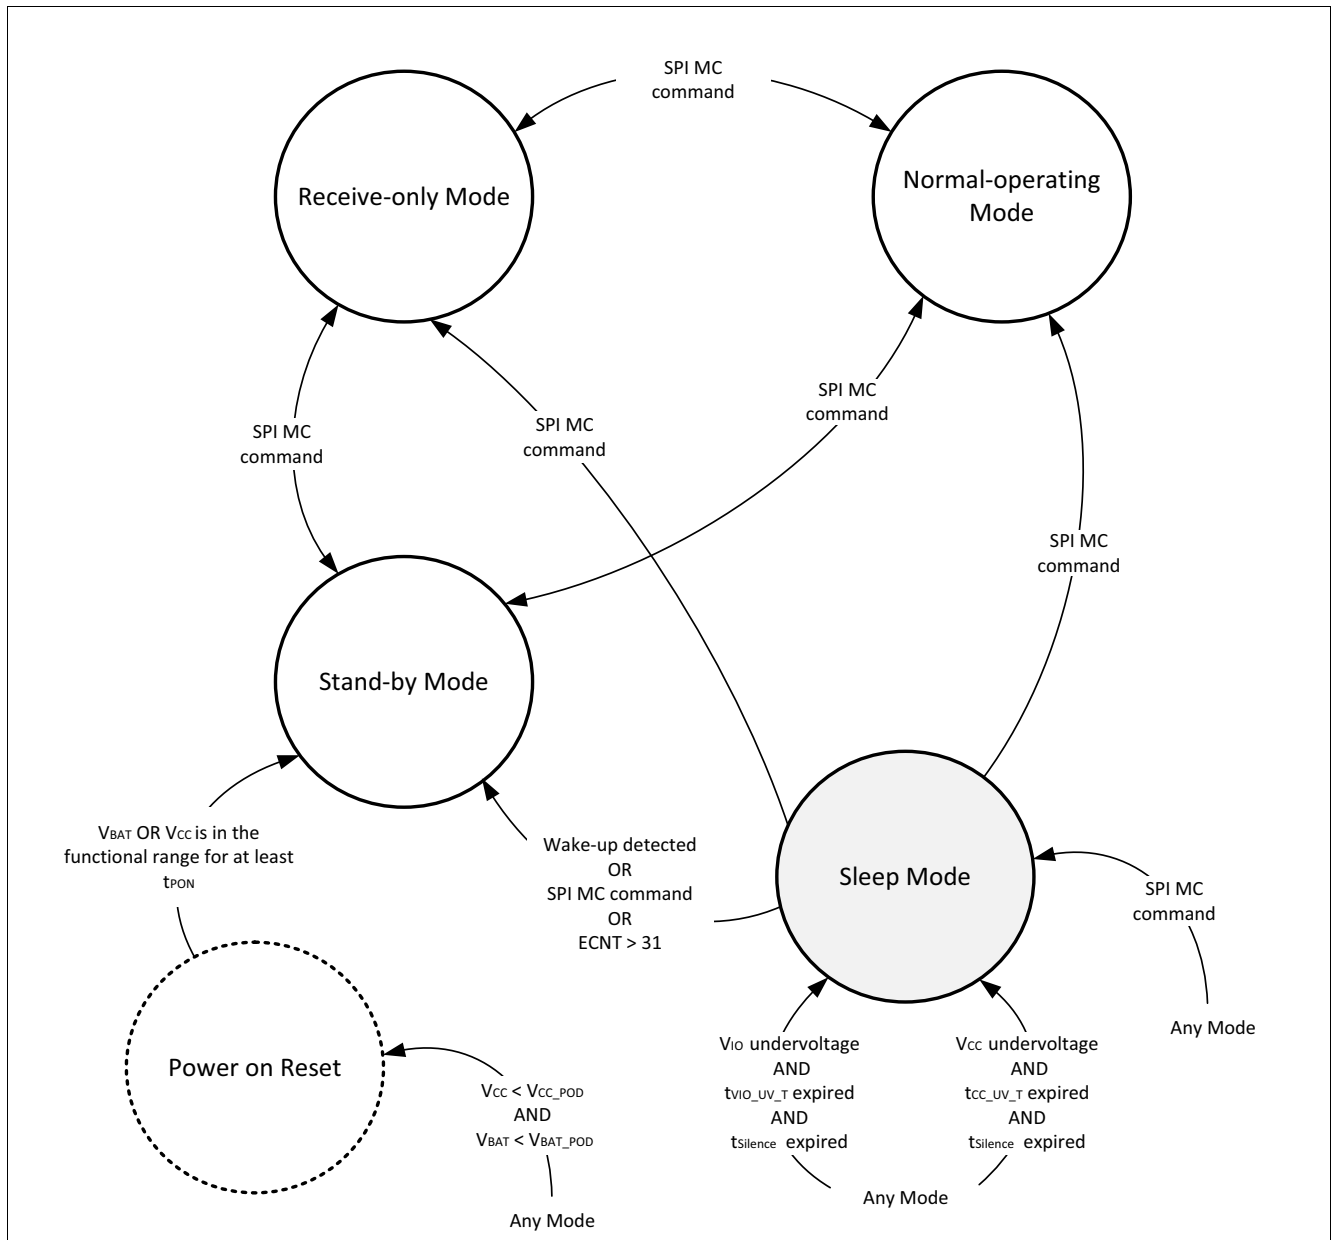 SPI MC
command
Receive-only Mode
Normal-operating
Mode
SPI MC
command
SPI MC
command
SPI MC
command
SPI MC
command
Stand-by Mode
VBAT OR VCC is in the
functional range for at least
tPON
Wake-up detected
OR
SPI MC command
OR
ECNT > 31
Sleep Mode
SPI MC
command
Any Mode
Power on Reset
VCC < VCC_POD
AND
VBAT < VBAT_POD
Any Mode
VIO undervoltage
AND
tVIO_UV_T expired
AND
tSilence expired
VCC undervoltage
AND
tCC_UV_T expired
AND
tSilence expired
Any Mode